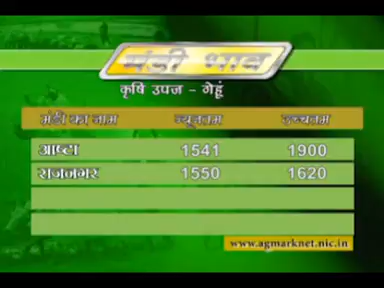 मंडी भाव
कृषि उपज - गेहूं
मंडी का नाम न्यूनतम उच्चतम
आष्टा 1541 1900
राजनगर 1550 1620
www.agmarknet.nic.in